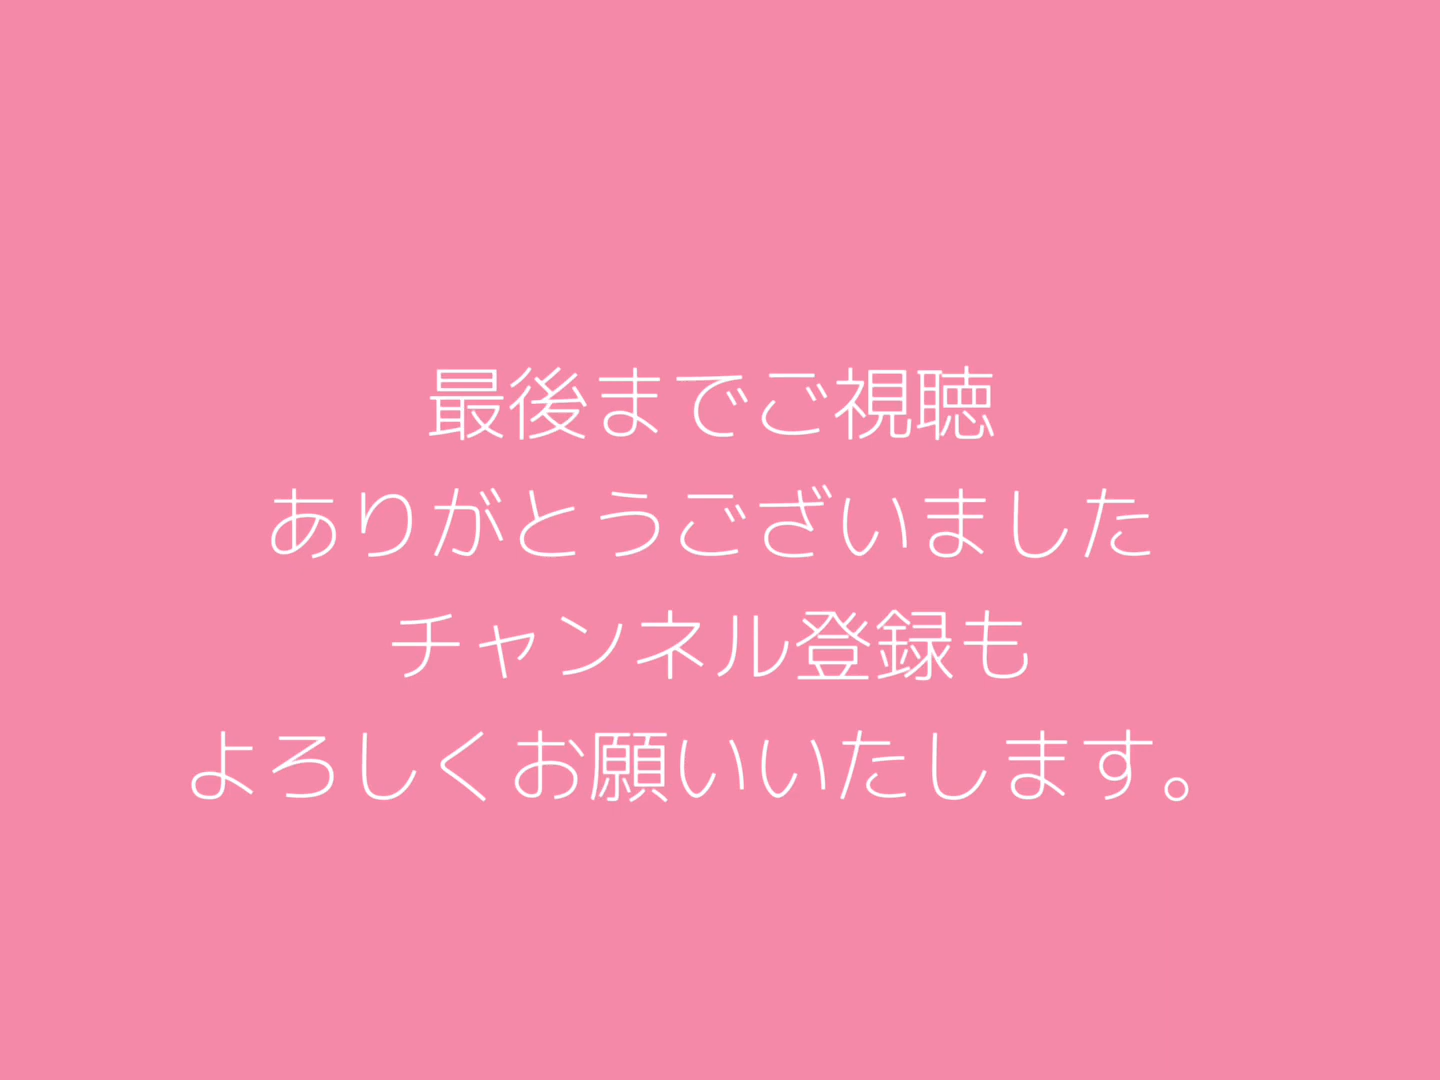 最後までご視聴
ありがとうございました
チャンネル登録も
よろしくお願いいたします。